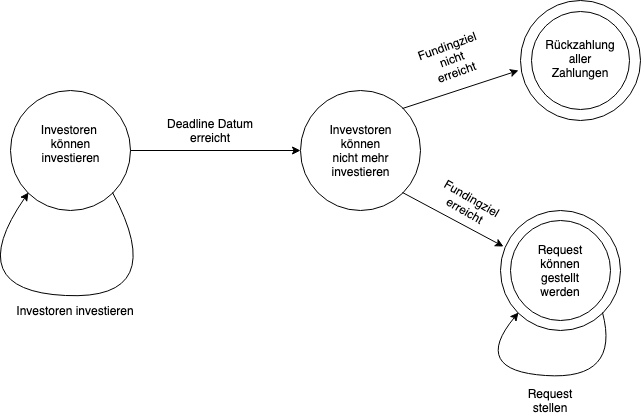 Investoren
können
investieren
Deadline Datum
erreicht
Invevstoren
können
nicht mehr
investieren
Fundingziel
nicht
erreicht
Rückzahlung
aller
Zahlungen
Fundingziel
erreicht
Request
können
gestellt
werden
Investoren investieren
Request
stellen